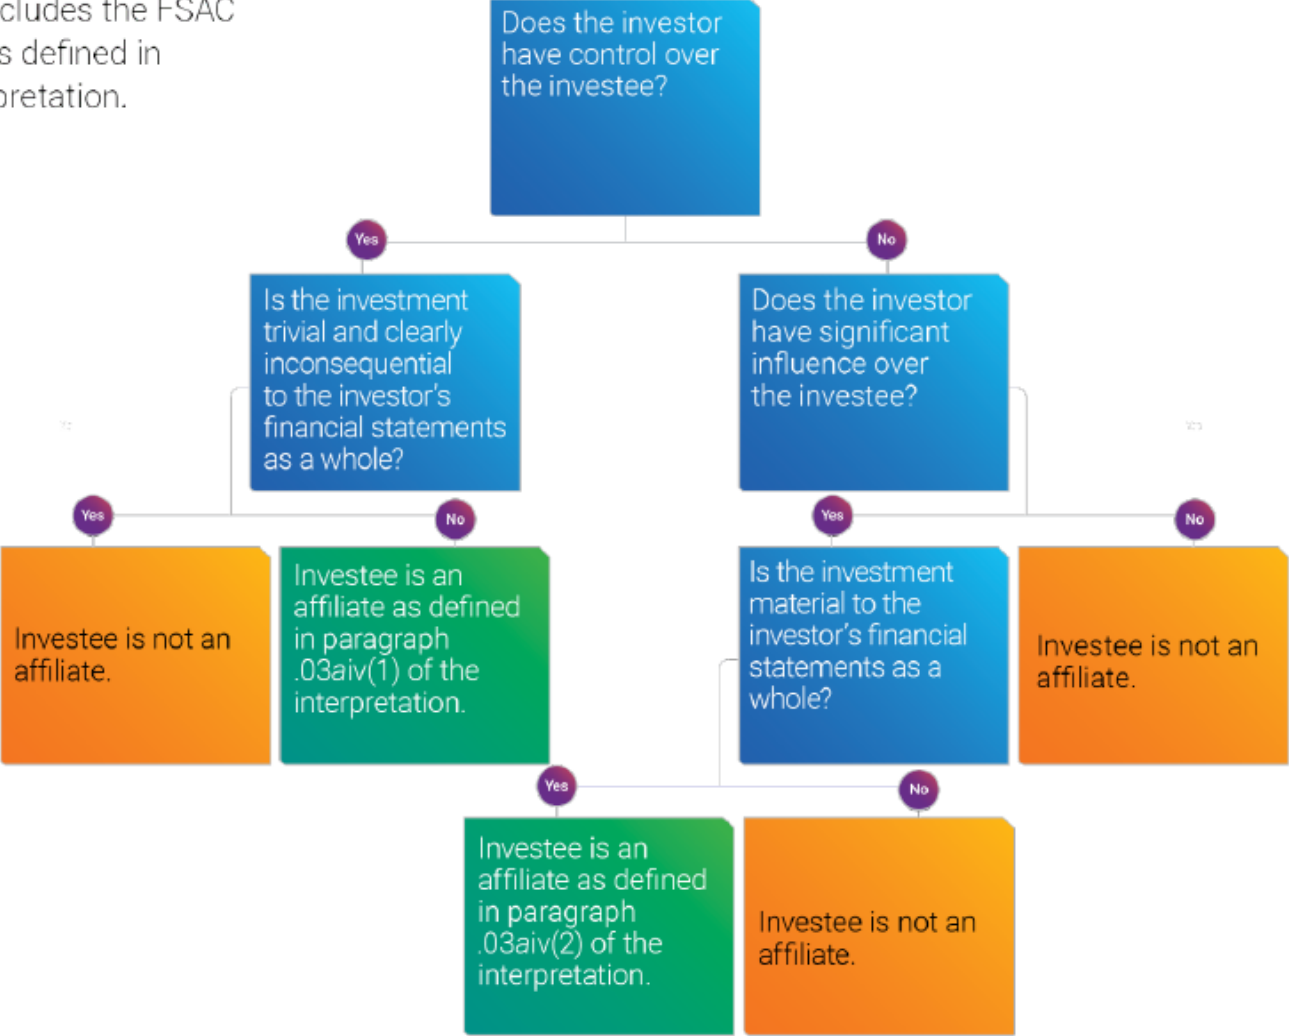 cludes the FSAC
s defined in
pretation.
Does the investor
have control over
the investee?
Yes
No
Is the investment
trivial and clearly
inconsequential
to the investor's
financial statements
as a whole?
Does the investor
have significant
influence over
the investee?
Yes
No
Yes
No
Investee is not an
affiliate.
Investee is an
affiliate as defined
in paragraph
.03aiv(1) of the
interpretation.
Is the investment
material to the
investor's financial
statements as a
whole?
Investee is not an
affiliate.
Yes
No
Investee is an
affiliate as defined
in paragraph
.03aiv(2) of the
interpretation.
Investee is not an
affiliate.